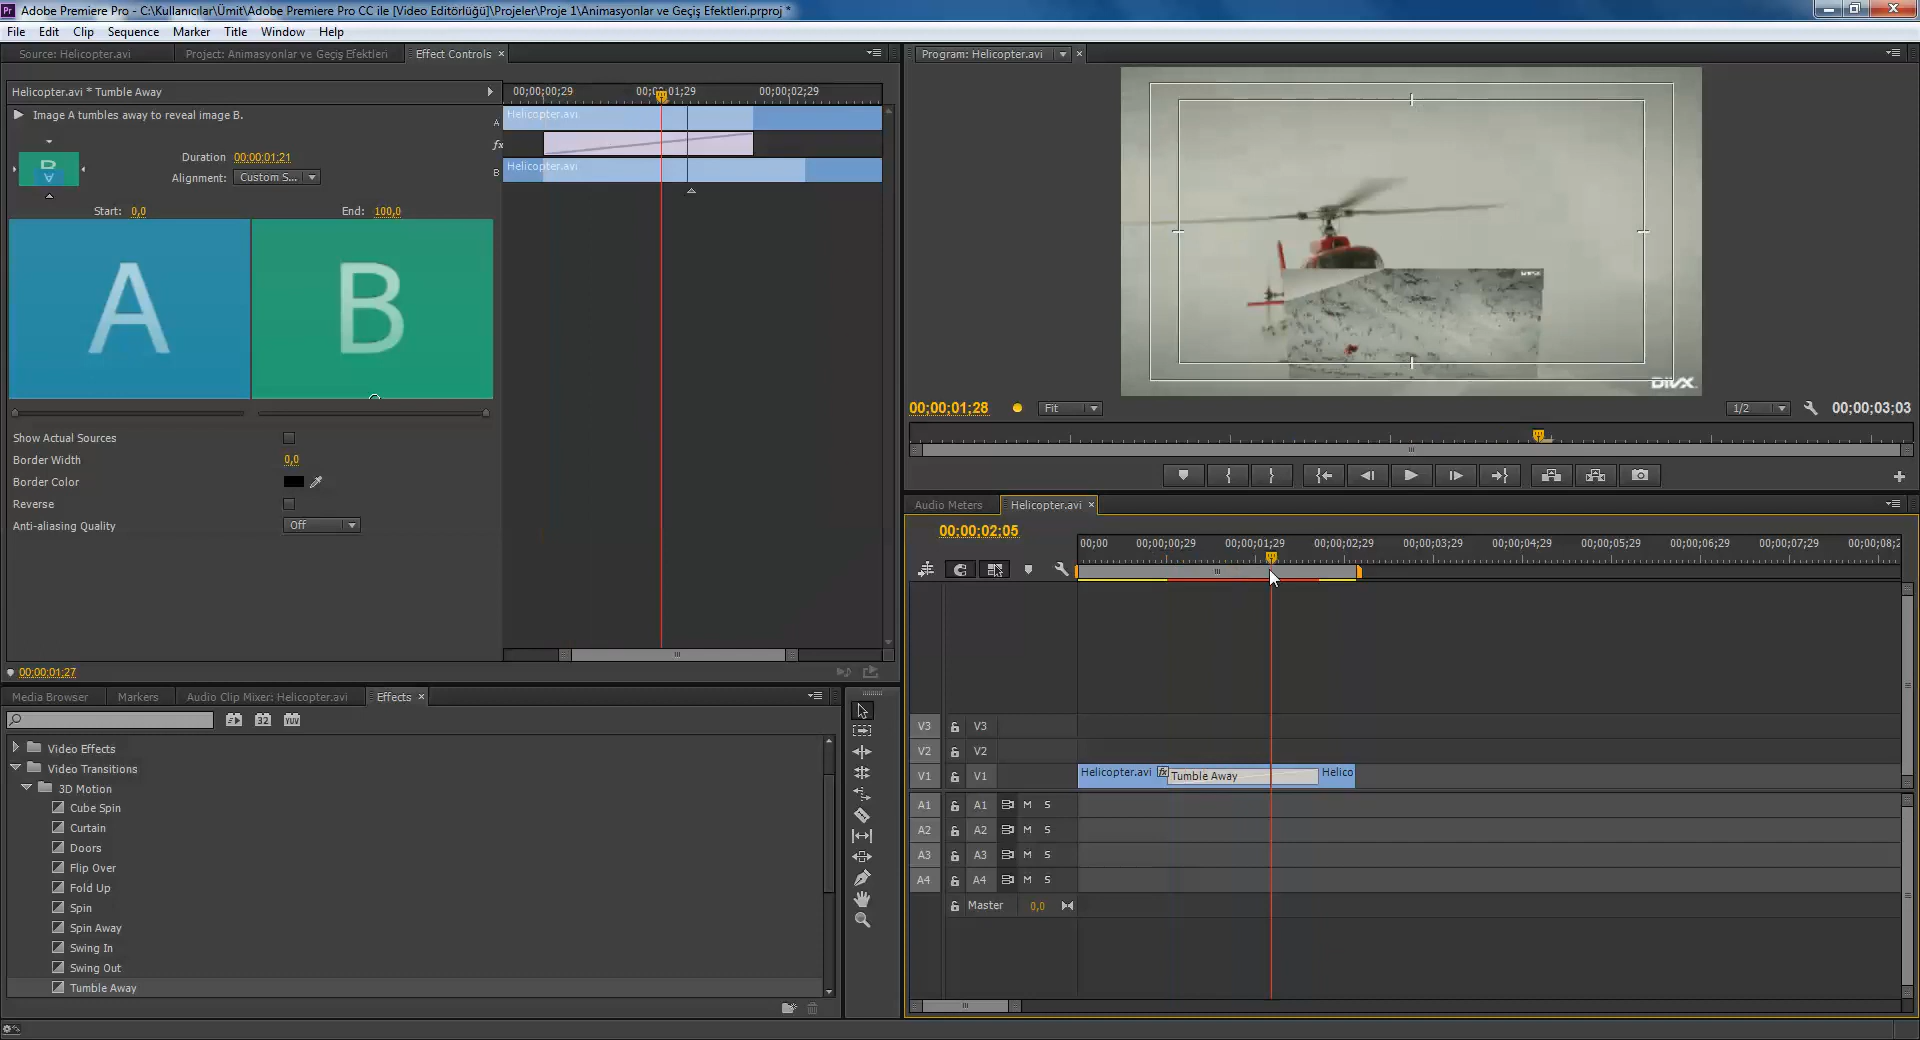 Adobe Premiere Pro - C:\Kullanıcılar\Ümit\Adobe Premiere Pro CC ile [Video Editörlüğü]\Projeler\Proje 1\Animasyonlar ve Geçiş Efektleri.prproj *
File Edit Clip Sequence Marker Title Window Help
Source: Helicopter.avi Project: Animasyonlar ve Geçiş Efektleri Effect Controls
Helicopter.avi * Tumble Away
Image A tumbles away to reveal image B.
Duration 00;00;01;21
Alignment: Custom S...
Start: 0,0 End: 100,0
A B
Show Actual Sources
Border Width 0,0
Border Color
Reverse
Anti-aliasing Quality Off
00;00;00;29 00;00;01;29 00;00;02;29
A Helicopter.avi
fx
B Helicopter.avi
00;00;01;27
Program: Helicopter.avi
DIVX
00;00;01;28 Fit 1/2 00;00;03;03
Audio Meters Helicopter.avi
00;00;02;05
00;00 00;00;00;29 00;00;01;29 00;00;02;29 00;00;03;29 00;00;04;29 00;00;05;29 00;00;06;29 00;00;07;29 00;00;08;2
V3 V3
V2 V2
V1 V1 Helicopter.avi fx Tumble Away Helico
A1 A1 M S
A2 A2 M S
A3 A3 M S
A4 A4 M S
Master 0,0
Media Browser Markers Audio Clip Mixer: Helicopter.avi Effects
32 YUV
Video Effects
Video Transitions
3D Motion
Cube Spin
Curtain
Doors
Flip Over
Fold Up
Spin
Spin Away
Swing In
Swing Out
Tumble Away